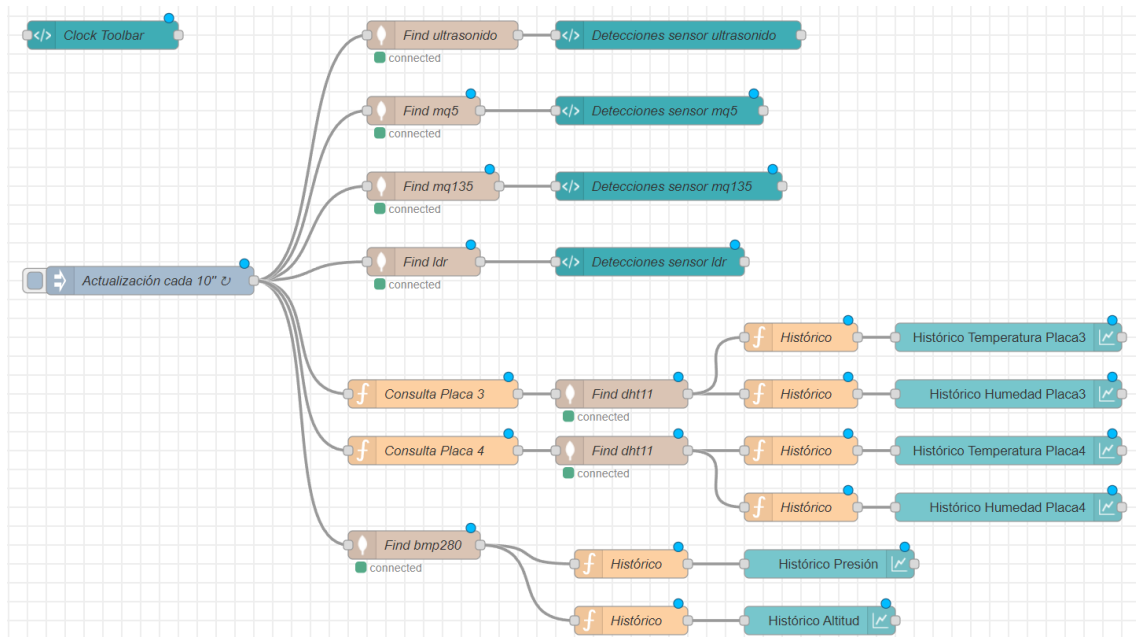 Clock Toolbar
Find ultrasonido
Detecciones sensor ultrasonido
connected
Find mq5
Detecciones sensor mq5
connected
Find mq135
Detecciones sensor mq135
connected
Find ldr
Detecciones sensor ldr
connected
Actualización cada 10" ↻
Histórico
Histórico Temperatura Placa3
Consulta Placa 3
Find dht11
Histórico
Histórico Humedad Placa3
connected
Consulta Placa 4
Find dht11
Histórico
Histórico Temperatura Placa4
connected
Histórico
Histórico Humedad Placa4
Find bmp280
connected
Histórico
Histórico Presión
Histórico
Histórico Altitud